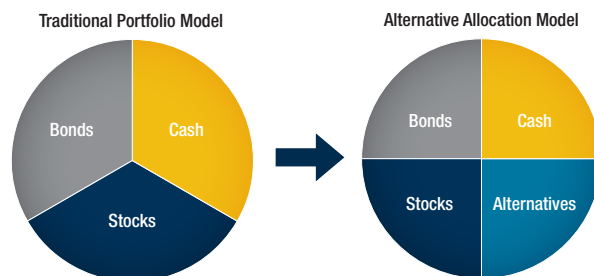 Traditional Portfolio Model
Bonds
Cash
Stocks
Alternative Allocation Model
Bonds
Cash
Stocks
Alternatives